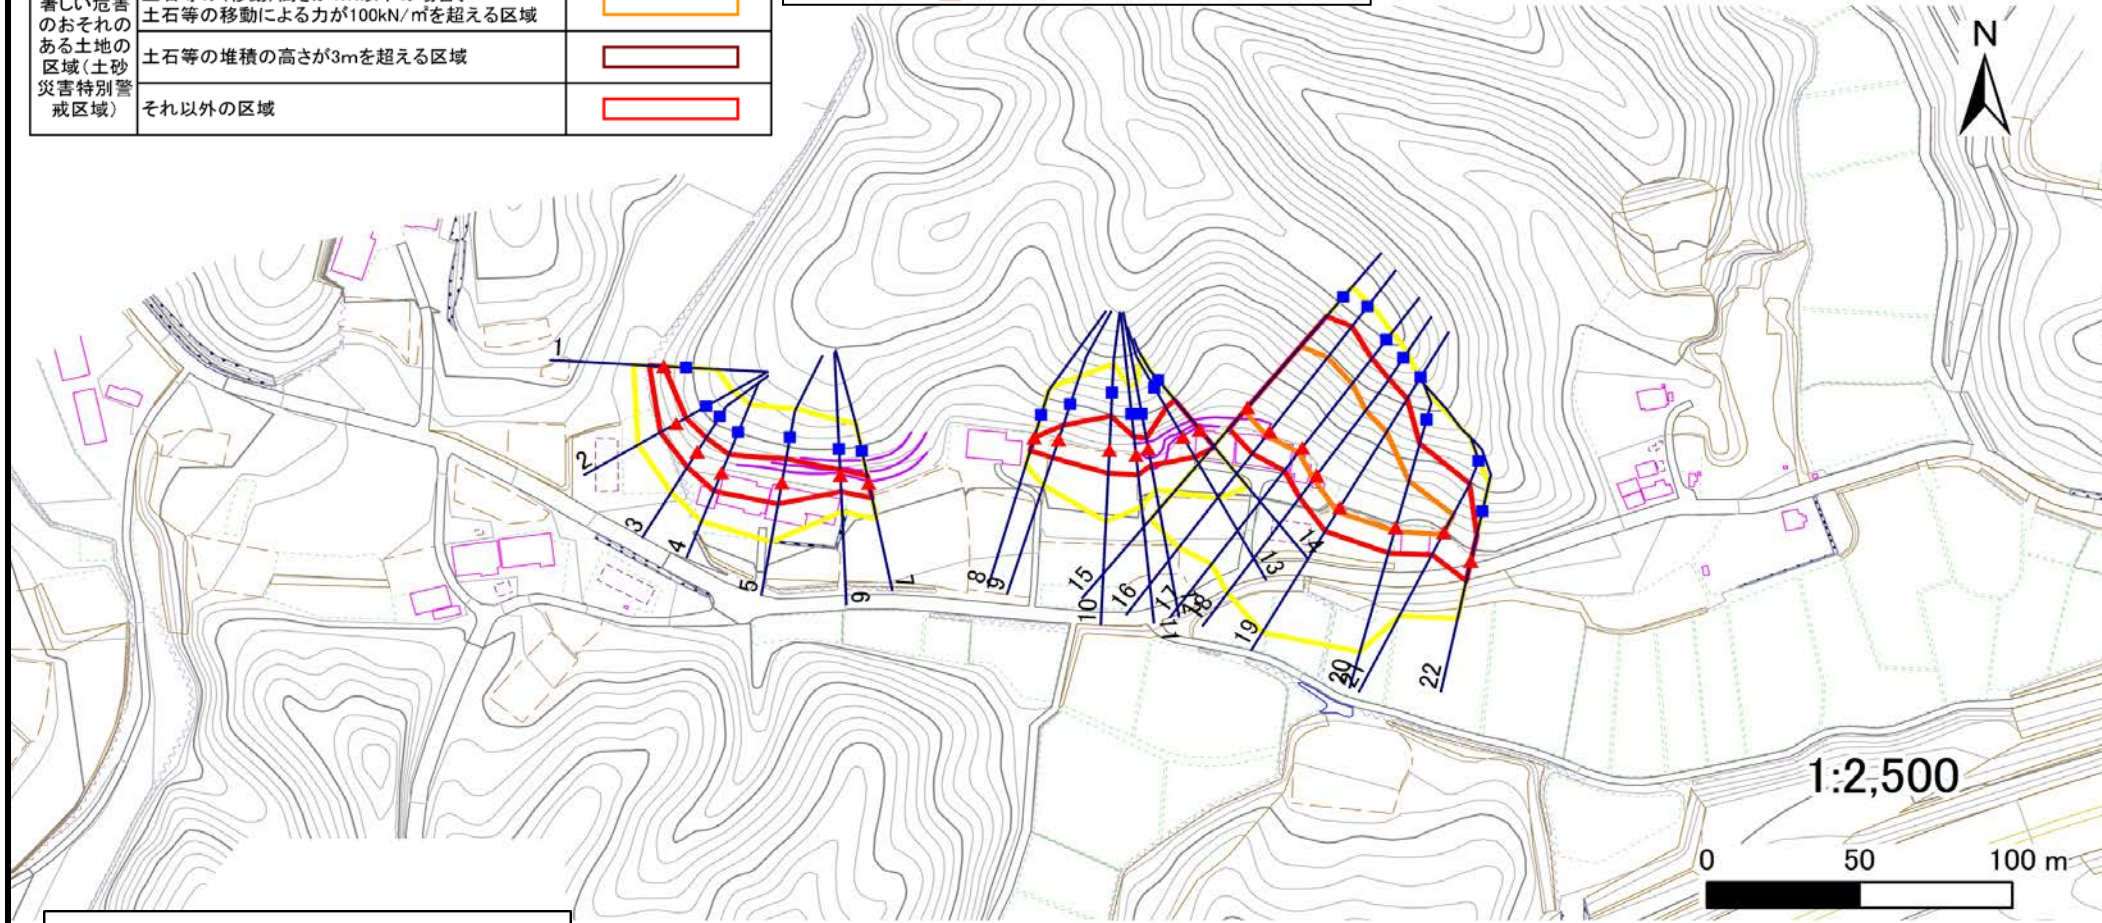 著しい危害
のおそれの
ある土地の
区域(土砂
災害特別警
戒区域)
土石等の移動による力が100kN/㎡を超える区域
土石等の堆積の高さが3mを超える区域
それ以外の区域
N
1
2
3
4
5
6
7
8
9
10
15
16
17
11
18
13
14
19
20
21
22
1:2,500
0 50 100 m